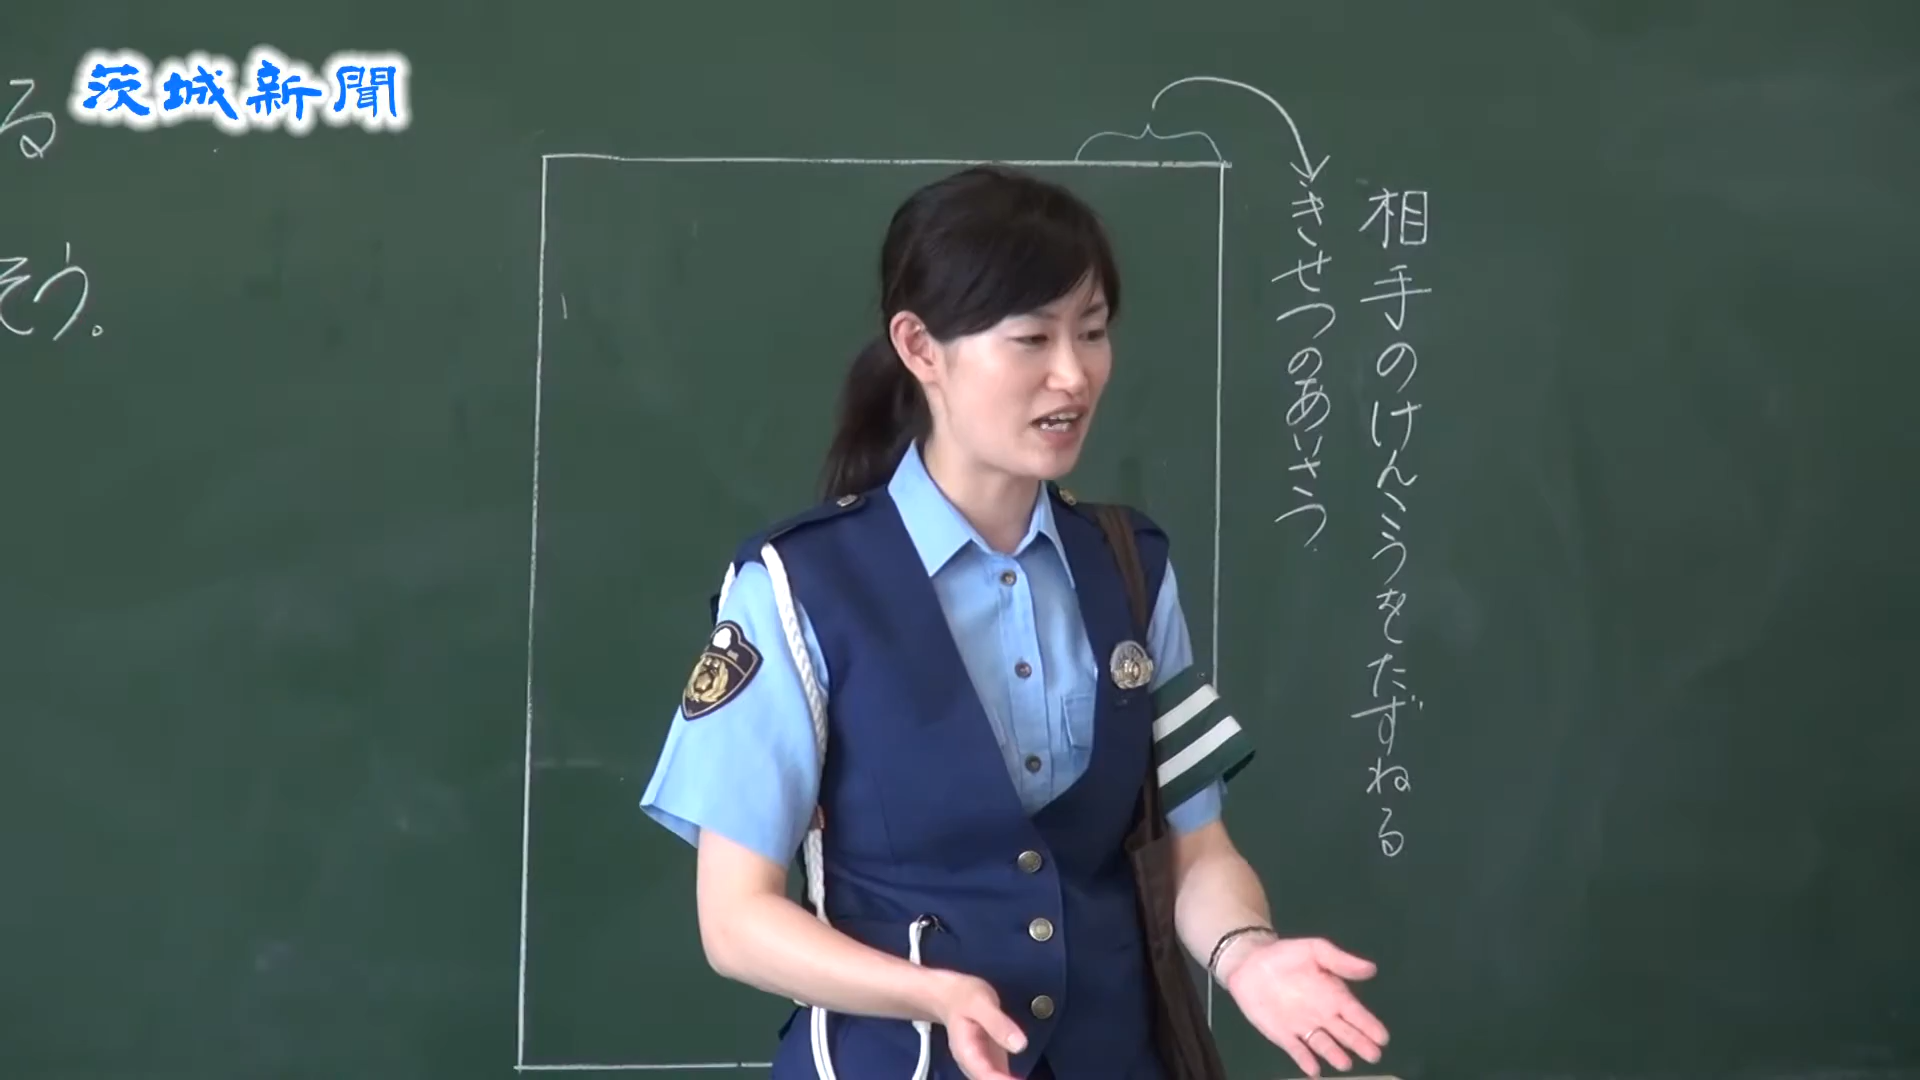 茨城新聞
相手のけんこうをたずねる
きせつのあいさつ
る
そう。